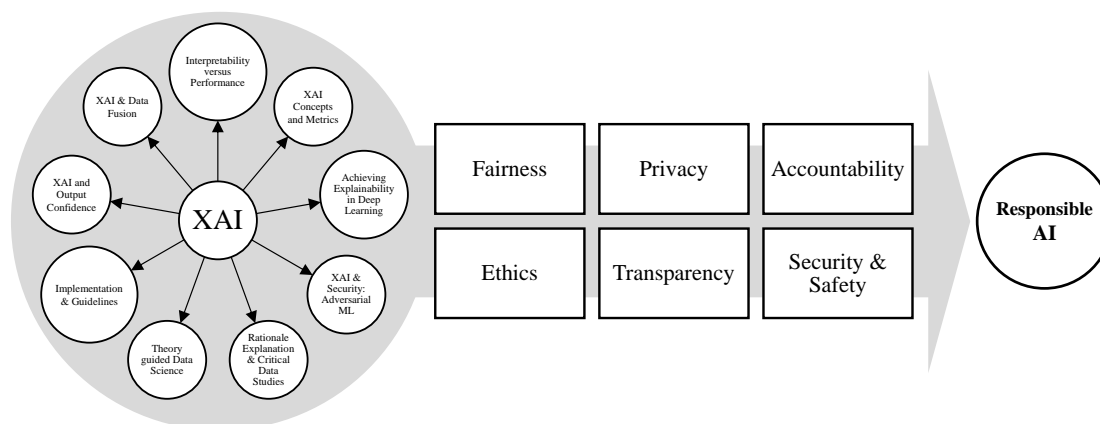 Interpretability
versus
Performance
XAI
Concepts
and Metrics
Achieving
Explainability
in Deep
Learning
XAI &
Security:
Adversarial
ML
Rationale
Explanation
& Critical
Data
Studies
Theory
guided Data
Science
Implementation
& Guidelines
XAI and
Output
Confidence
XAI & Data
Fusion
XAI
Fairness
Privacy
Accountability
Ethics
Transparency
Security &
Safety
Responsible
AI